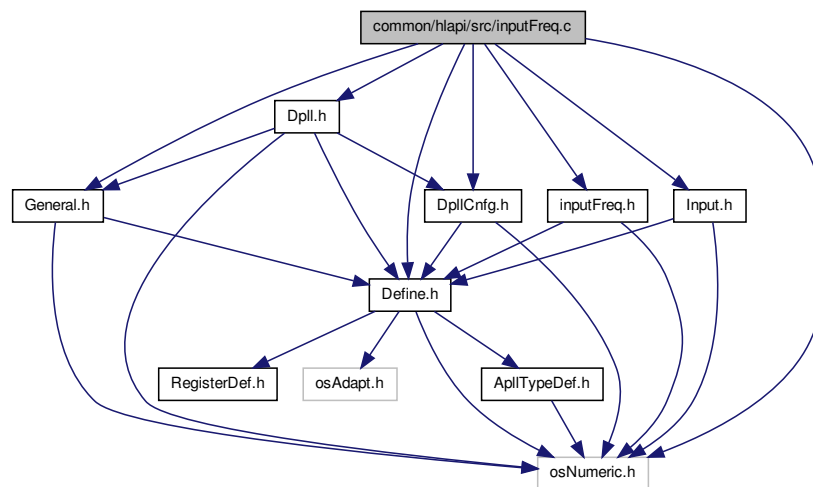 common/hlapi/src/inputFreq.c
Dpll.h
General.h
DpllCnfg.h
inputFreq.h
Input.h
Define.h
RegisterDef.h
osAdapt.h
ApllTypeDef.h
osNumeric.h